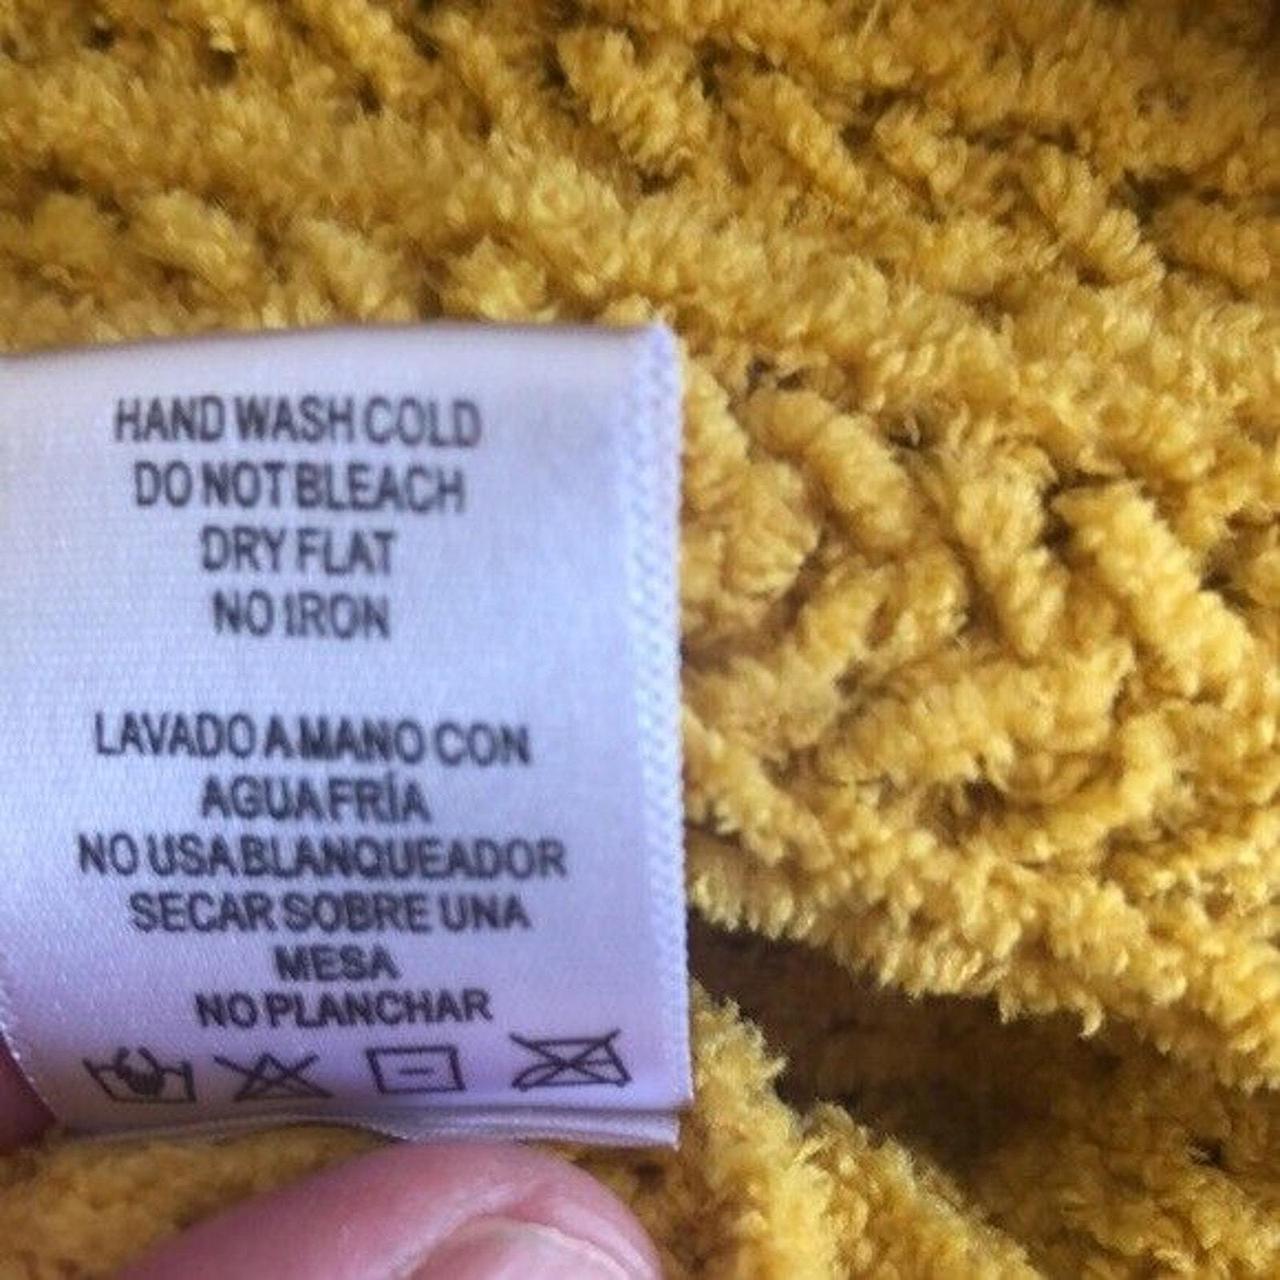 HAND WASH COLD
DO NOT BLEACH
DRY FLAT
NO IRON
LAVADO A MANO CON
AGUA FRÍA
NO USA BLANQUEADOR
SECAR SOBRE UNA
MESA
NO PLANCHAR